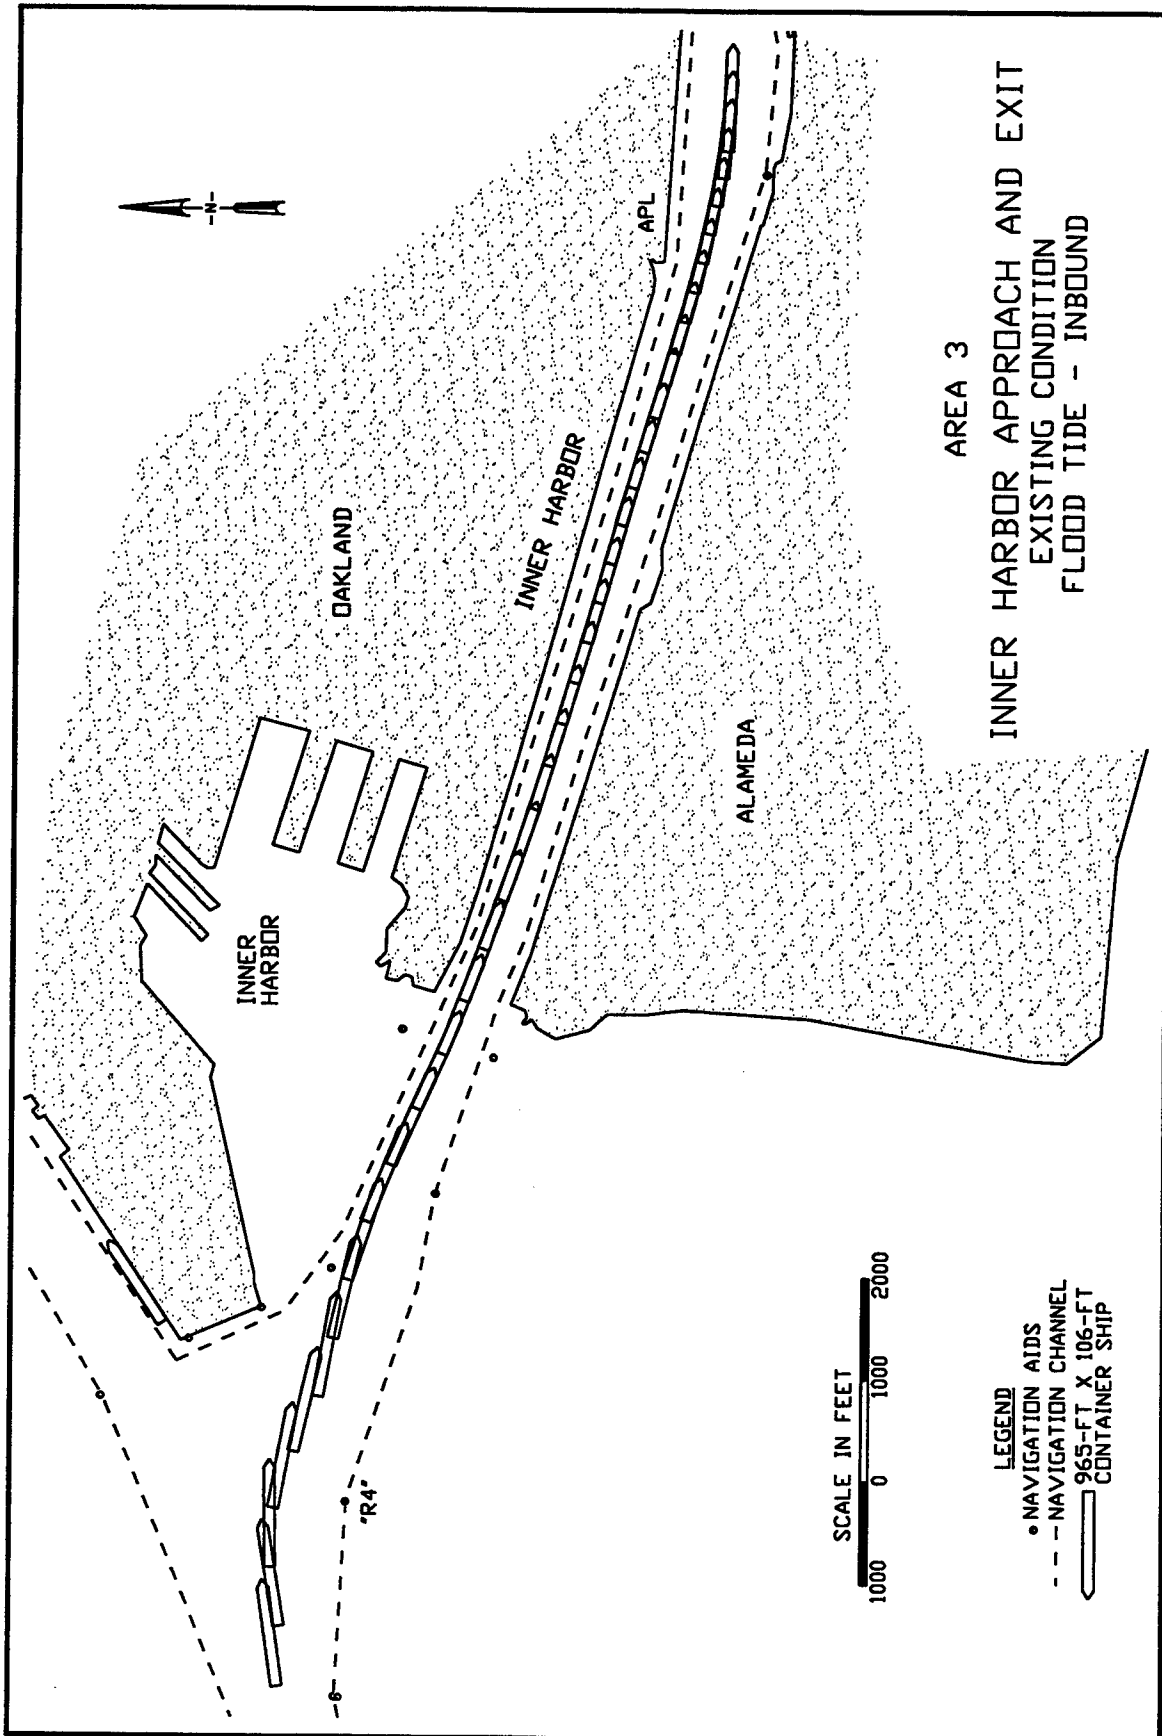 N
OAKLAND
INNER
HARBOR
INNER HARBOR
APL
ALAMEDA
"R4"
AREA 3
INNER HARBOR APPROACH AND EXIT
EXISTING CONDITION
FLOOD TIDE - INBOUND
SCALE IN FEET
1000 0 1000 2000
LEGEND
NAVIGATION AIDS
NAVIGATION CHANNEL
965-FT X 106-FT
CONTAINER SHIP